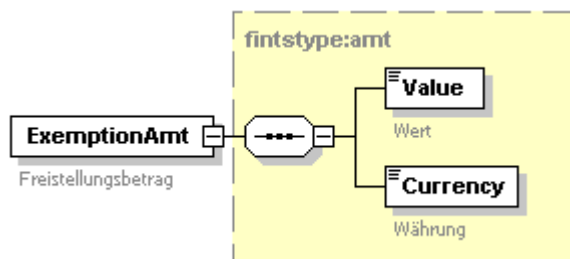 fintstype:amt
Value
Wert
ExemptionAmt
Freistellungsbetrag
Currency
Währung